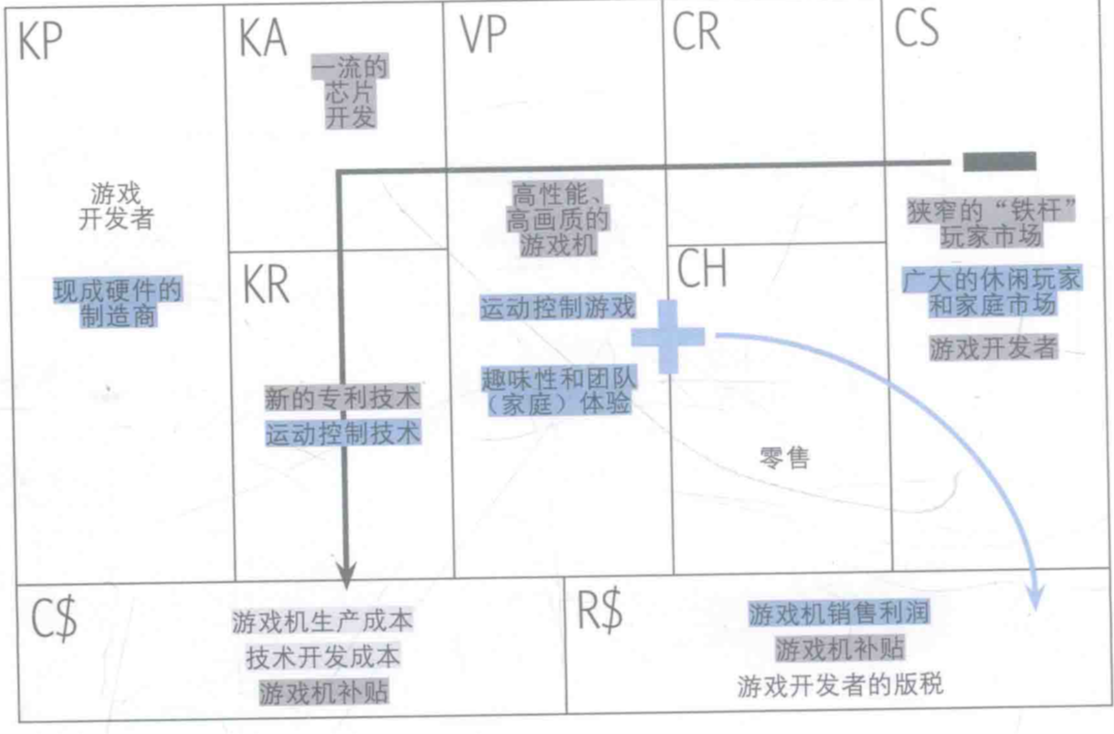 KP
游戏
开发者
现成硬件的
制造商
KA
一流的
芯片
开发
KR
新的专利技术
运动控制技术
VP
高性能、
高画质的
游戏机
运动控制游戏
趣味性和团队
（家庭）体验
CR
CH
零售
CS
狭窄的“铁杆”
玩家市场
广大的休闲玩家
和家庭市场
游戏开发者
C$
游戏机生产成本
技术开发成本
游戏机补贴
R$
游戏机销售利润
游戏机补贴
游戏开发者的版税